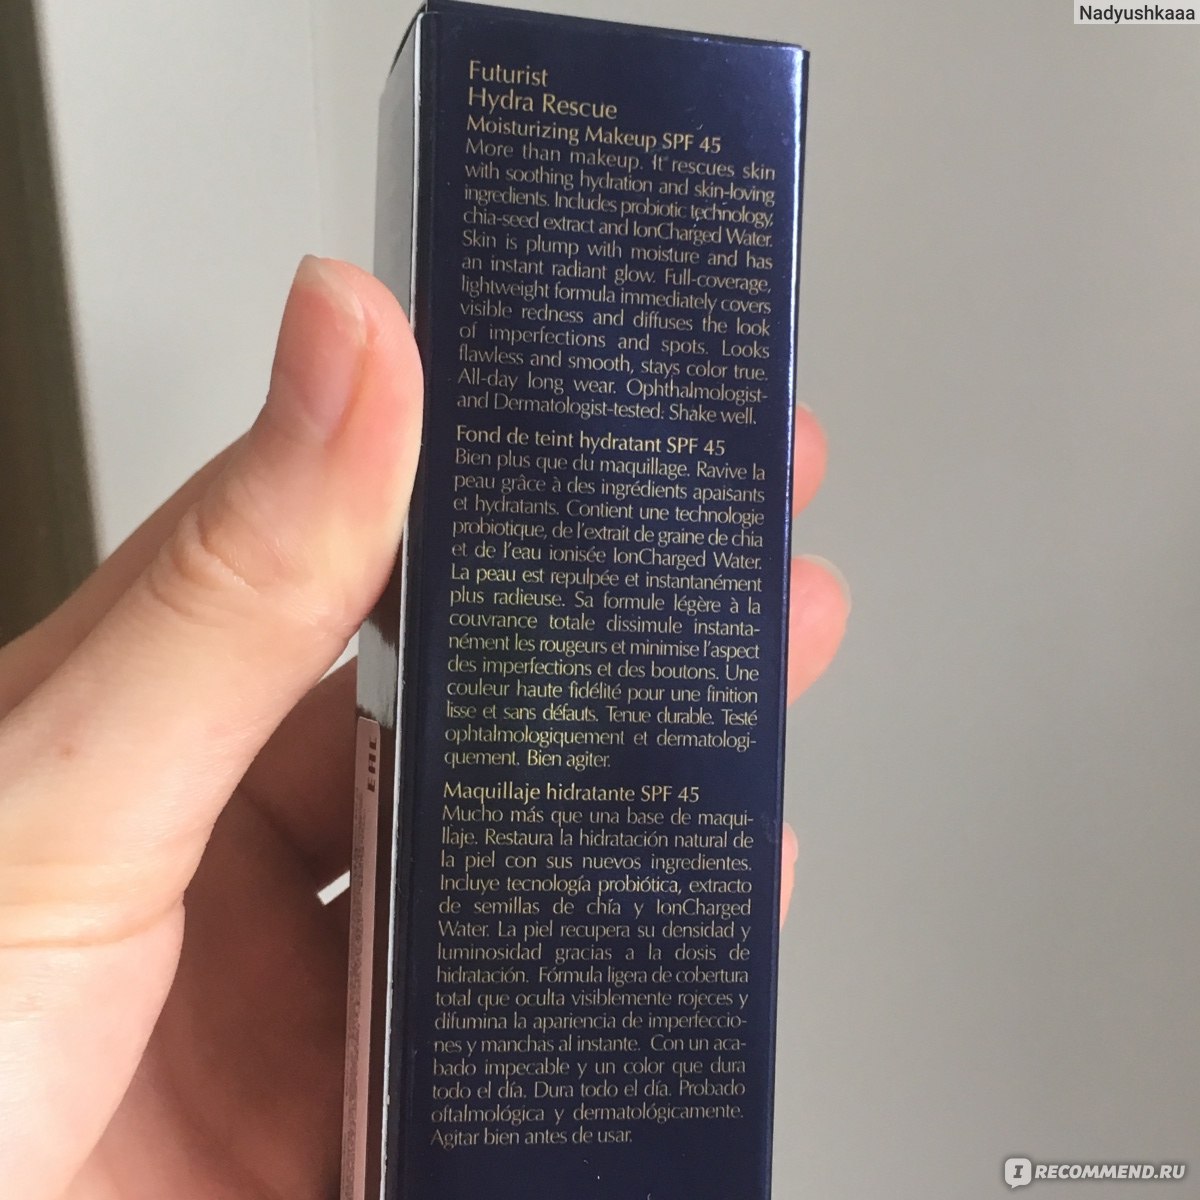 Nadyushkaaa
Futurist
Hydra Rescue
Moisturizing Makeup SPF 45
More than makeup. It rescues skin
with soothing hydration and skin-loving
ingredients. Includes probiotic technology,
chia-seed extract and IonCharged Water.
Skin is plump with moisture and has
an instant radiant glow. Full-coverage,
lightweight formula immediately covers
visible redness and diffuses the look
of imperfections and spots. Looks
flawless and smooth, stays color true.
All-day long wear. Ophthalmologist-
and Dermatologist-tested. Shake well.
Fond de teint hydratant SPF 45
Bien plus que du maquillage. Ravive la
peau grâce à des ingrédients apaisants
et hydratants. Contient une technologie
probiotique, de l'extrait de graine de chia
et de l'eau ionisée IonCharged Water.
La peau est repulpée et instantanément
plus radieuse. Sa formule légère à la
couvrance totale dissimule instanta-
nément les rougeurs et minimise l'aspect
des imperfections et des boutons. Une
couleur haute fidélité pour une finition
lisse et sans défauts. Tenue durable. Testé
ophtalmologiquement et dermatologi-
quement. Bien agiter.
Maquillaje hidratante SPF 45
Mucho más que una base de maqui-
llaje. Restaura la hidratación natural de
la piel con sus nuevos ingredientes.
Incluye tecnología probiótica, extracto
de semillas de chía y IonCharged
Water. La piel recupera su densidad y
luminosidad gracias a la dosis de
hidratación. Fórmula ligera de cobertura
total que oculta visiblemente rojeces y
difumina la apariencia de imperfeccio-
nes y manchas al instante. Con un aca-
bado impecable y un color que dura
todo el día. Dura todo el día. Probado
oftalmológica y dermatológicamente.
Agitar bien antes de usar.
EAC
IRECOMMEND.RU